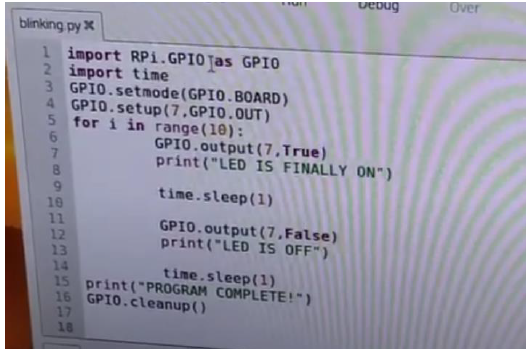 Debug
Over
blinking.py ✖
1 import RPi.GPIO as GPIO
2 import time
3 GPIO.setmode(GPIO.BOARD)
4 GPIO.setup(7,GPIO.OUT)
5 for i in range(10):
6 GPIO.output(7,True)
7 print("LED IS FINALLY ON")
8
9 time.sleep(1)
10
11 GPIO.output(7,False)
12 print("LED IS OFF")
13
14 time.sleep(1)
15 print("PROGRAM COMPLETE!")
16 GPIO.cleanup()
17
18